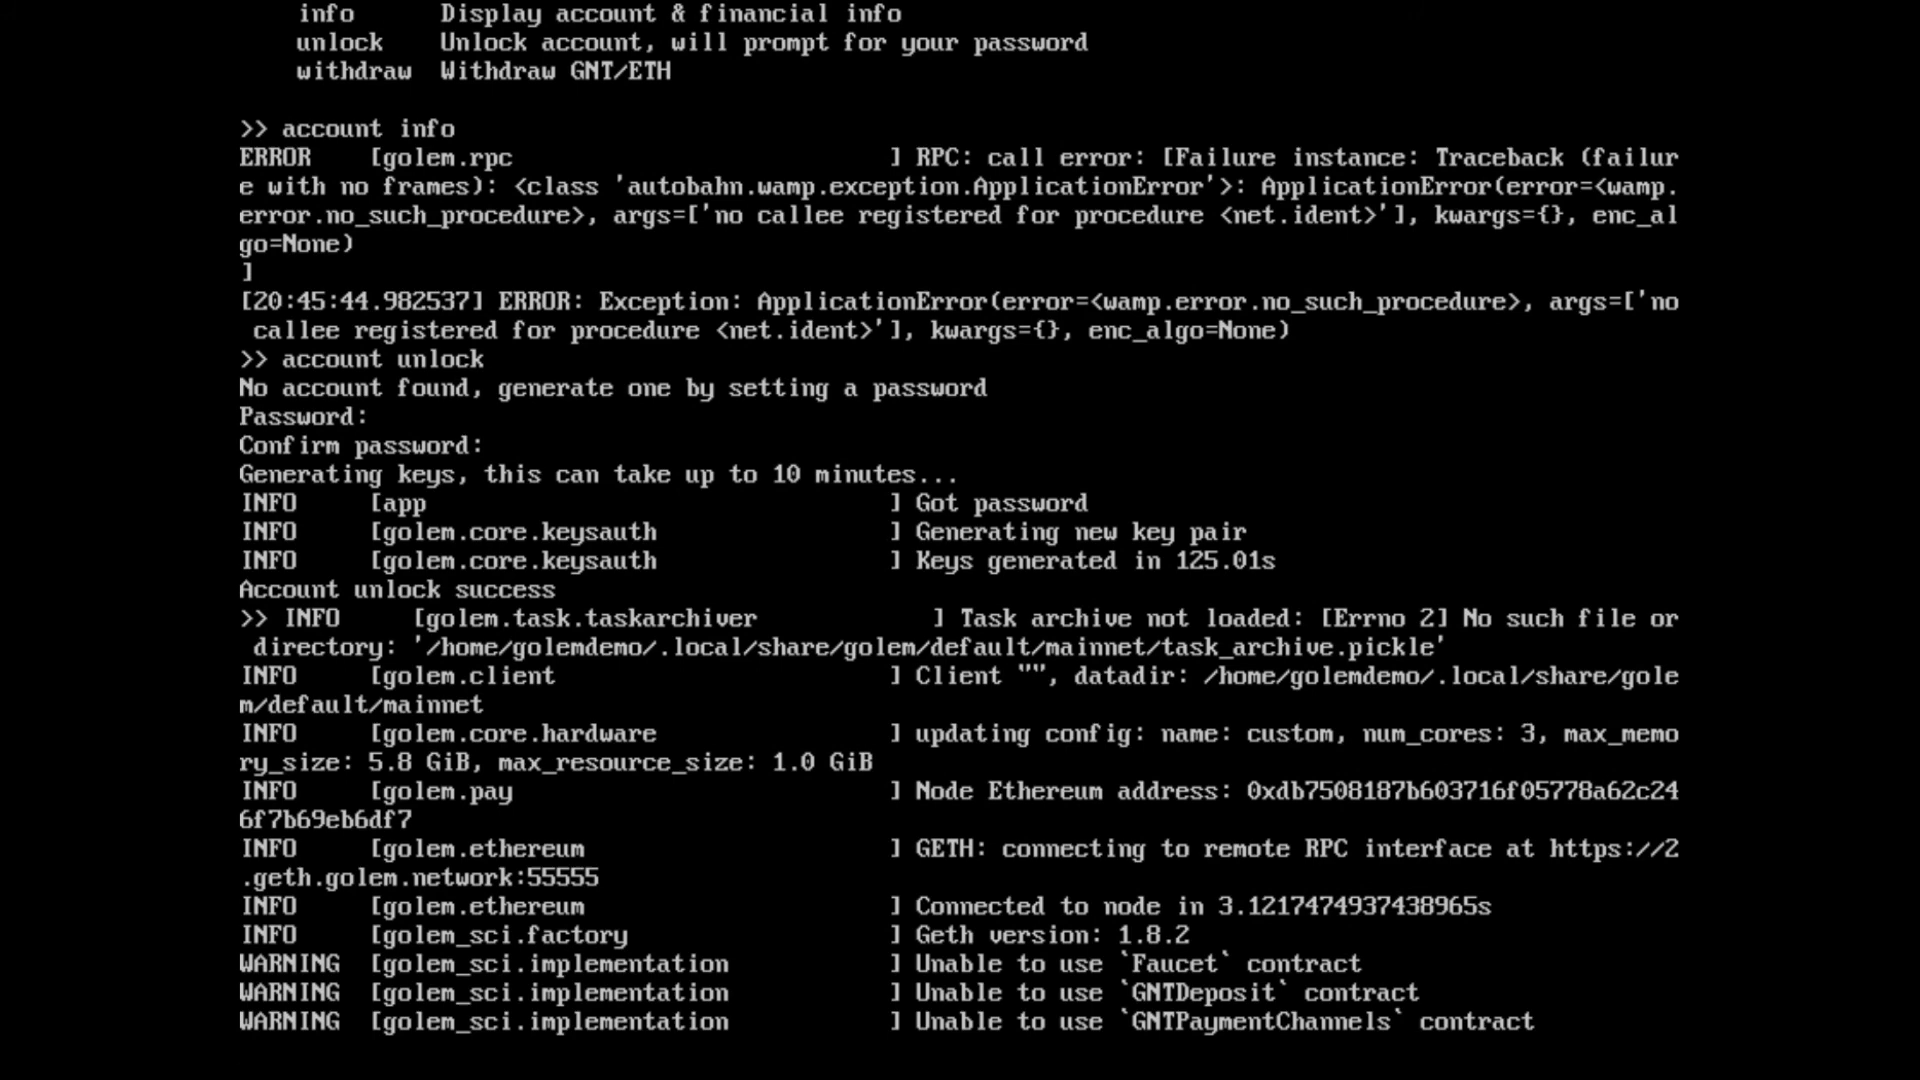 info Display account & financial info
unlock Unlock account, will prompt for your password
withdraw Withdraw GNT/ETH
>> account info
ERROR [golem.rpc ] RPC: call error: [Failure instance: Traceback (failur
e with no frames): <class 'autobahn.wamp.exception.ApplicationError'>: ApplicationError(error=<wamp.
error.no_such_procedure>, args=['no callee registered for procedure <net.ident>'], kwargs={}, enc_al
go=None)
]
[20:45:44.982537] ERROR: Exception: ApplicationError(error=<wamp.error.no_such_procedure>, args=['no
callee registered for procedure <net.ident>'], kwargs={}, enc_algo=None)
>> account unlock
No account found, generate one by setting a password
Password:
Confirm password:
Generating keys, this can take up to 10 minutes...
INFO [app ] Got password
INFO [golem.core.keysauth ] Generating new key pair
INFO [golem.core.keysauth ] Keys generated in 125.01s
Account unlock success
>> INFO [golem.task.taskarchiver ] Task archive not loaded: [Errno 2] No such file or
directory: '/home/golemdemo/.local/share/golem/default/mainnet/task_archive.pickle'
INFO [golem.client ] Client "", datadir: /home/golemdemo/.local/share/gole
m/default/mainnet
INFO [golem.core.hardware ] updating config: name: custom, num_cores: 3, max_memo
ry_size: 5.8 GiB, max_resource_size: 1.0 GiB
INFO [golem.pay ] Node Ethereum address: 0xdb7508187b603716f05778a62c24
6f7b69eb6df7
INFO [golem.ethereum ] GETH: connecting to remote RPC interface at https://2
.geth.golem.network:55555
INFO [golem.ethereum ] Connected to node in 3.1217474937438965s
INFO [golem_sci.factory ] Geth version: 1.8.2
WARNING [golem_sci.implementation ] Unable to use `Faucet` contract
WARNING [golem_sci.implementation ] Unable to use `GNTDeposit` contract
WARNING [golem_sci.implementation ] Unable to use `GNTPaymentChannels` contract